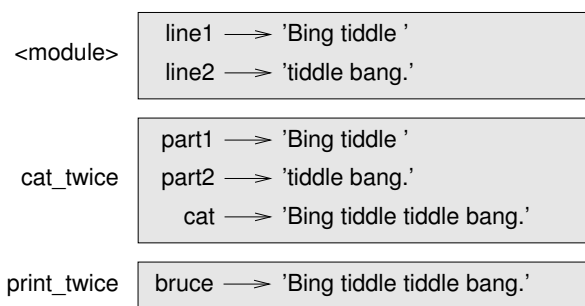 <module>
line1 ’Bing tiddle ’
line2 ’tiddle bang.’
cat_twice
part1 ’Bing tiddle ’
part2 ’tiddle bang.’
cat ’Bing tiddle tiddle bang.’
print_twice
bruce ’Bing tiddle tiddle bang.’